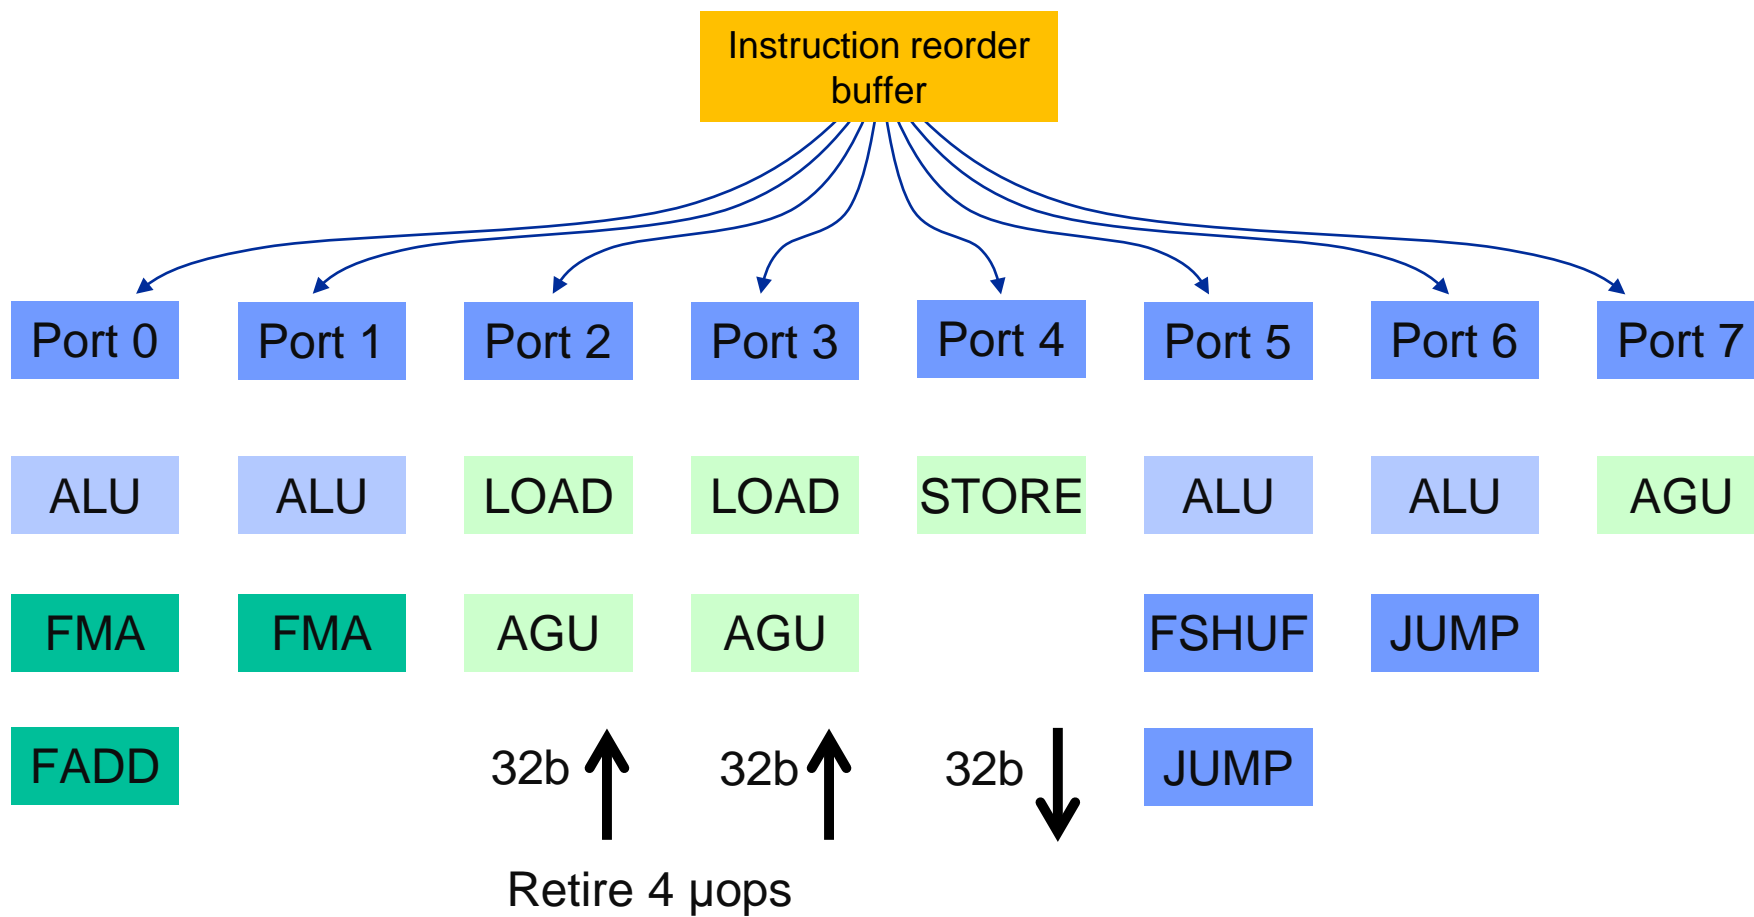 Instruction reorder
buffer
Port 0
Port 1
Port 2
Port 3
Port 4
Port 5
Port 6
Port 7
ALU
ALU
LOAD
LOAD
STORE
ALU
ALU
AGU
FMA
FMA
AGU
AGU
FSHUF
JUMP
FADD
32b
32b
32b
JUMP
Retire 4 μops